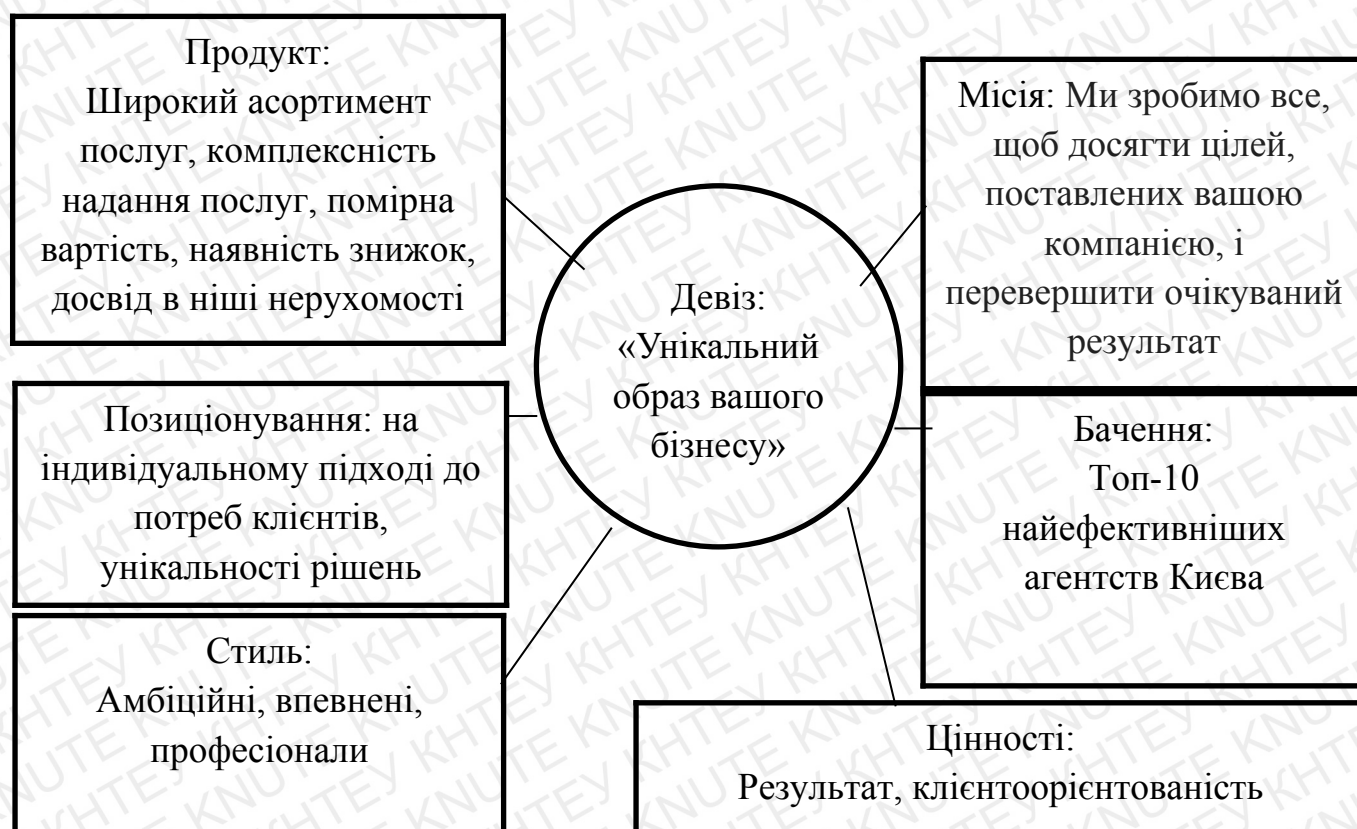 Продукт:
Широкий асортимент
послуг, комплексність
надання послуг, помірна
вартість, наявність знижок,
досвід в ніші нерухомості
Позиціонування: на
індивідуальному підході до
потреб клієнтів,
унікальності рішень
Стиль:
Амбіційні, впевнені,
професіонали
Девіз:
«Унікальний
образ вашого
бізнесу»
Місія: Ми зробимо все,
щоб досягти цілей,
поставлених вашою
компанією, і
перевершити очікуваний
результат
Бачення:
Топ-10
найефективніших
агентств Києва
Цінності:
Результат, клієнтоорієнтованість